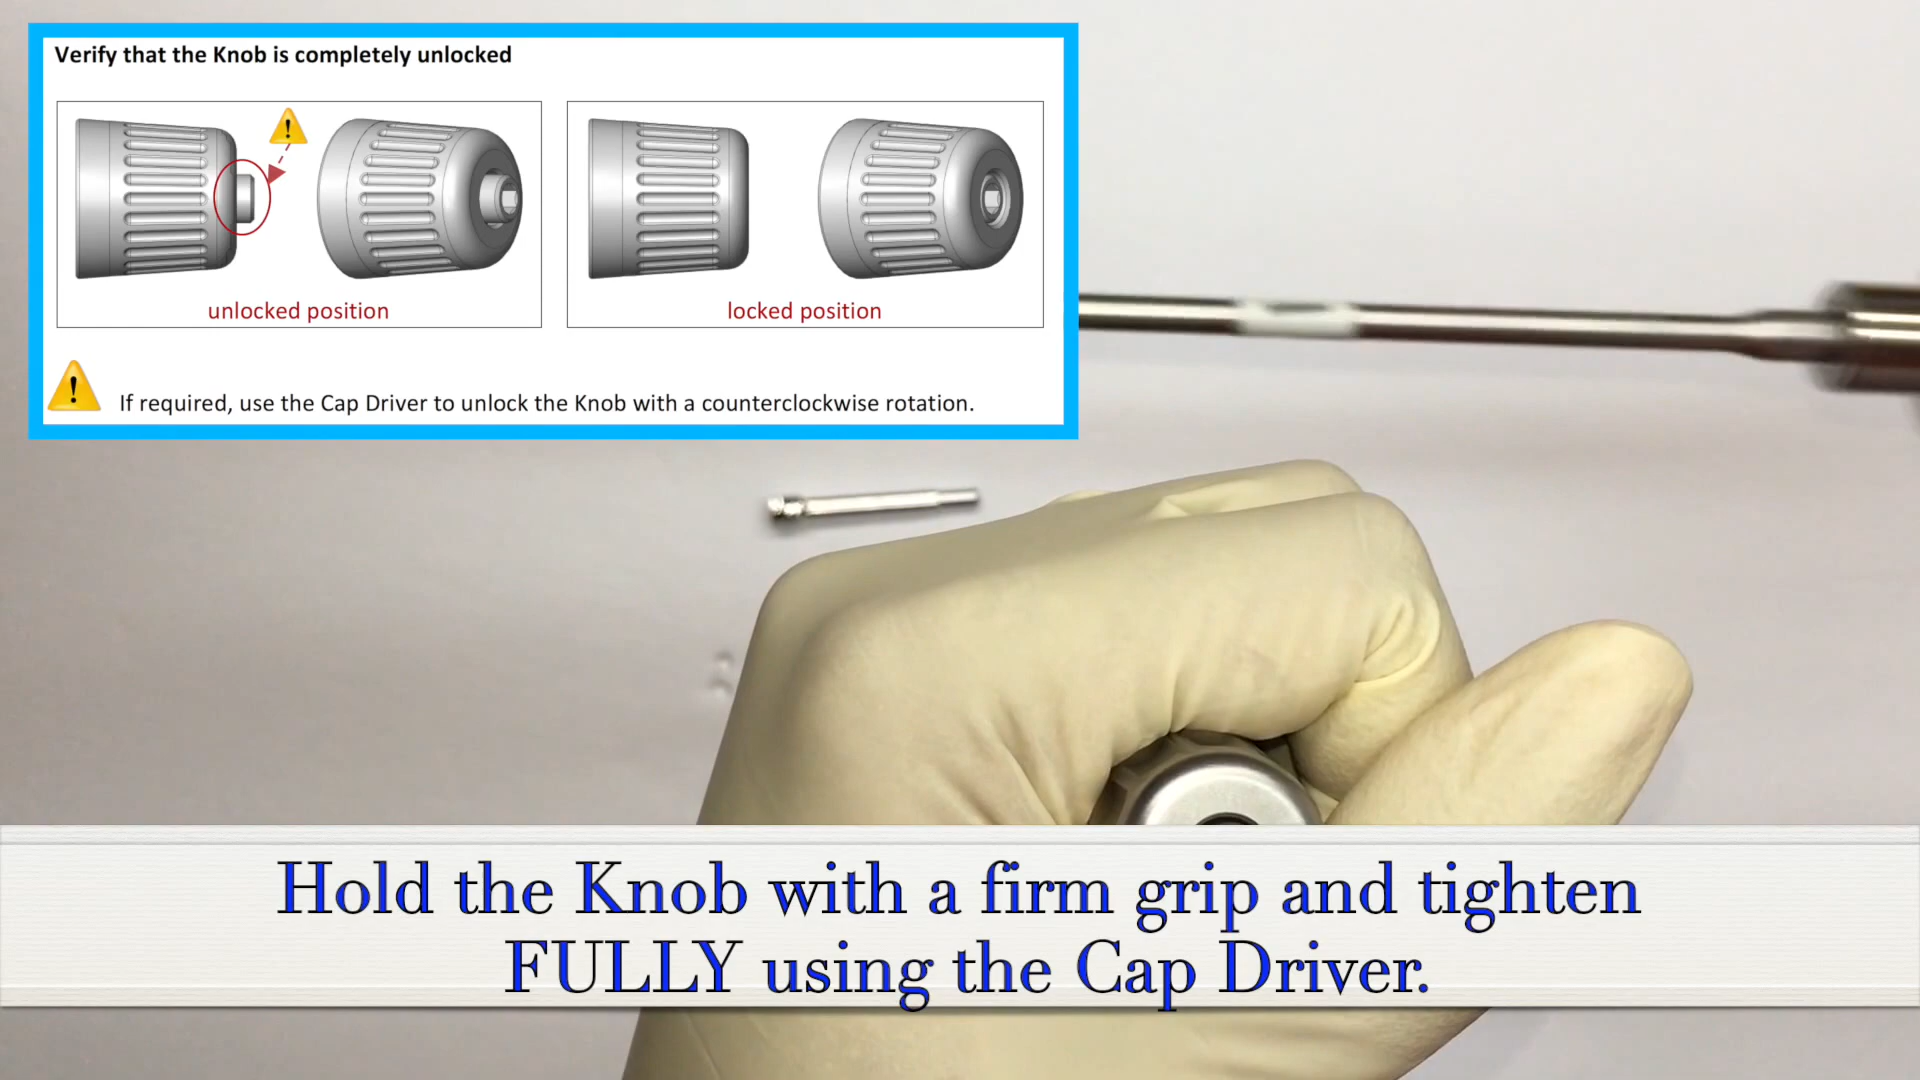 Verify that the Knob is completely unlocked
unlocked position
locked position
If required, use the Cap Driver to unlock the Knob with a counterclockwise rotation.
Hold the Knob with a firm grip and tighten
FULLY using the Cap Driver.